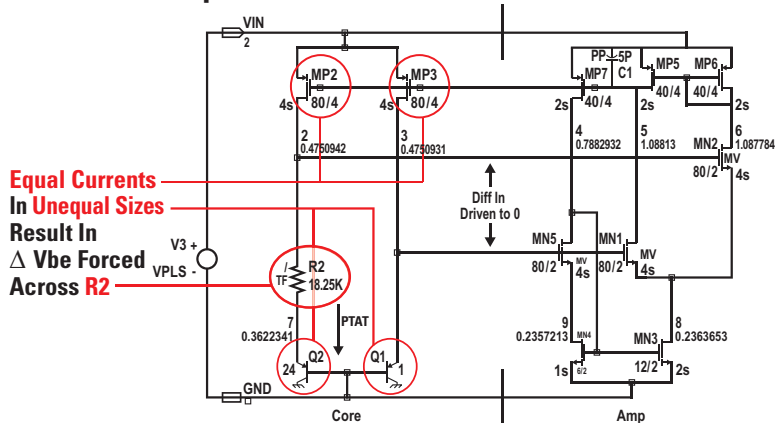 VIN
2
PP
5P
C1
MP2
80/4
4s
MP3
80/4
4s
MP7
40/4
2s
MP5
40/4
2s
MP6
40/4
2s
2
0.4750942
3
0.4750931
4
0.7882932
5
1.08813
6
1.087784
MN2
MV
80/2
4s
Equal Currents
In Unequal Sizes
Result In
Δ Vbe Forced
Across R2
Diff In
Driven to 0
V3 +
VPLS -
R2
TF
18.25K
MN5
80/2
MV
4s
MN1
80/2
MV
4s
7
0.3622341
PTAT
9
0.2357213
8
0.2363653
MN4
6/2
1s
MN3
12/2
2s
Q2
24
Q1
1
GND
Core
Amp